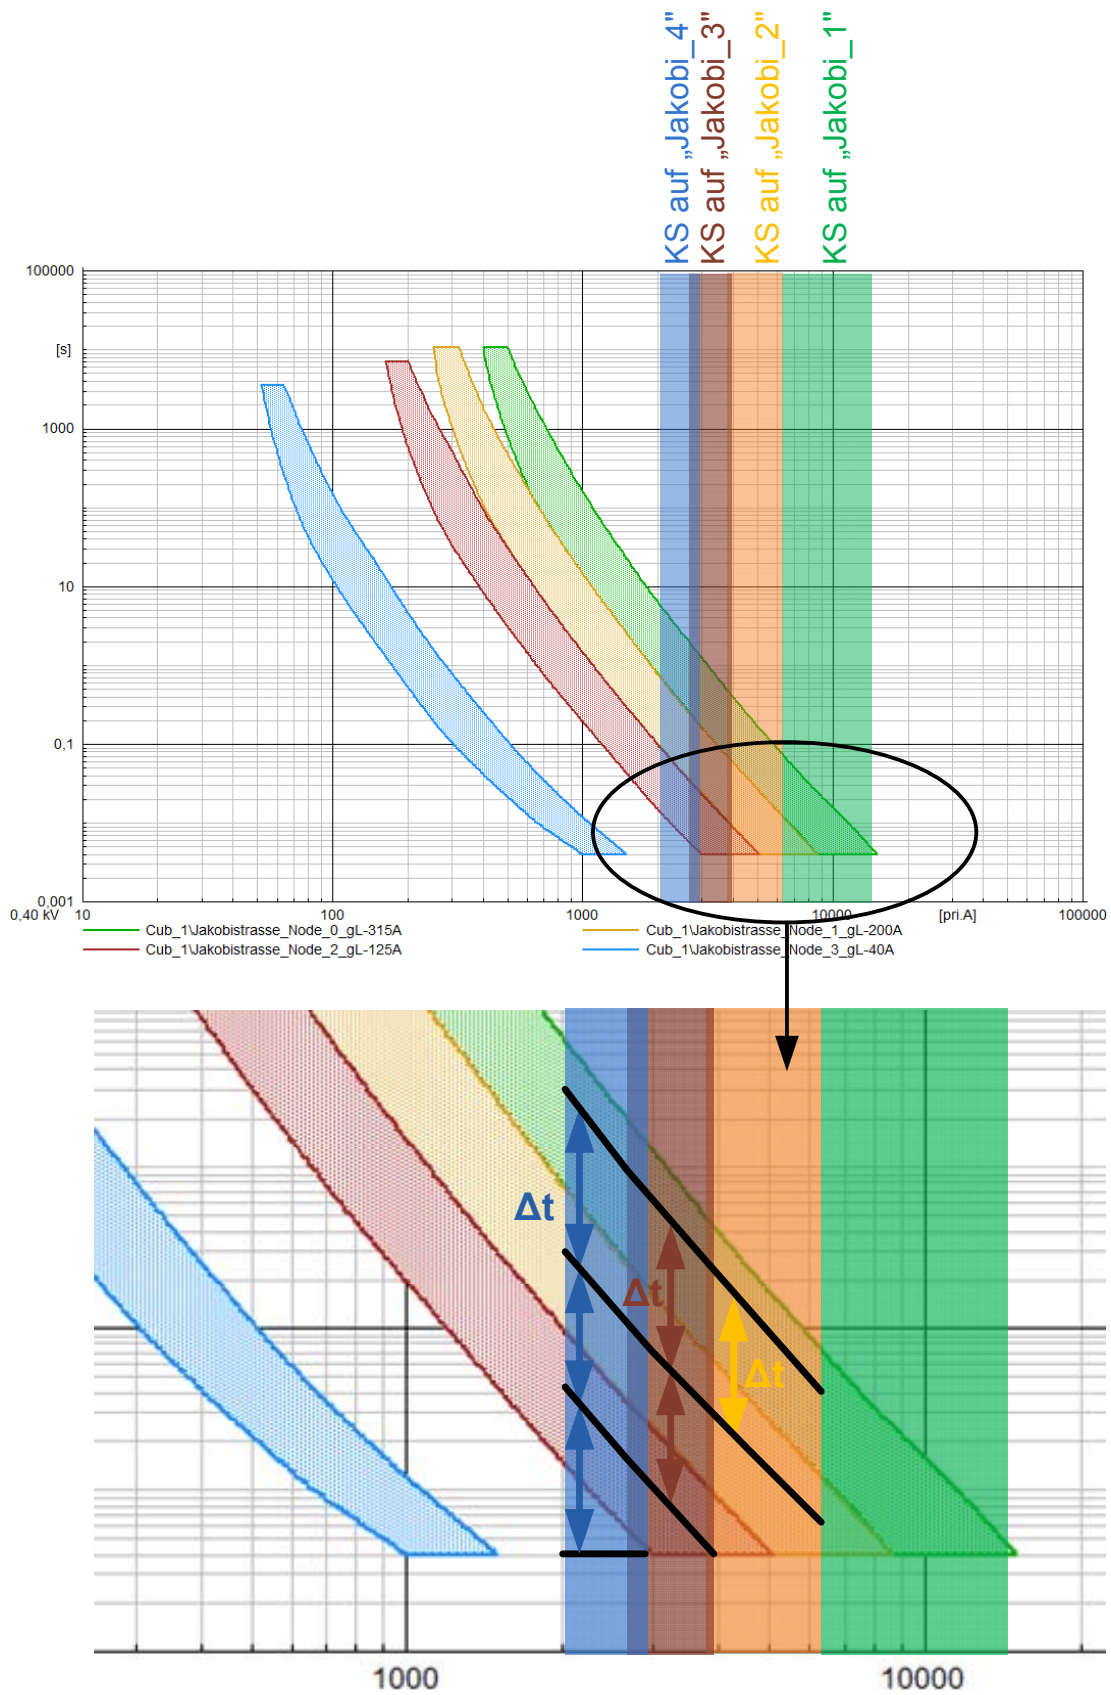 KS auf „Jakobi_4"
KS auf „Jakobi_3"
KS auf „Jakobi_2"
KS auf „Jakobi_1"
100000
[s]
1000
10
0,1
0,001
0,40 kV
10
100
1000
10000
[pri.A]
100000
Cub_1\Jakobistrasse_Node_0_gL-315A
Cub_1\Jakobistrasse_Node_1_gL-200A
Cub_1\Jakobistrasse_Node_2_gL-125A
Cub_1\Jakobistrasse_Node_3_gL-40A
Δt
Δt
Δt
1000
10000